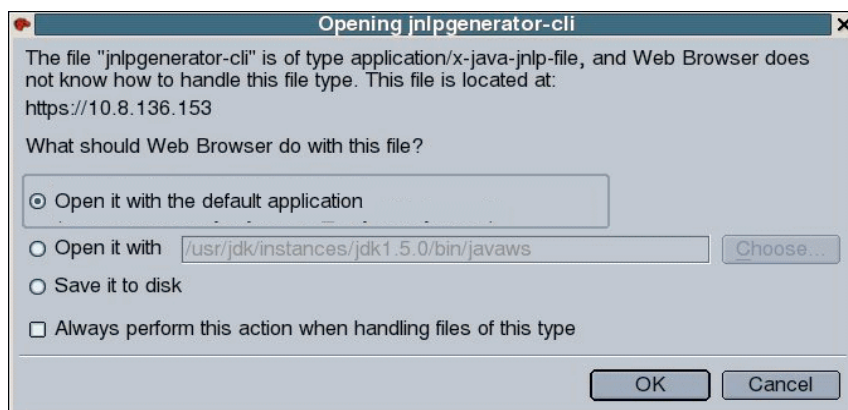 Opening jnlpgenerator-cli
The file "jnlpgenerator-cli" is of type application/x-java-jnlp-file, and Web Browser does
not know how to handle this file type. This file is located at:
https://10.8.136.153
What should Web Browser do with this file?
Open it with the default application
Open it with /usr/jdk/instances/jdk1.5.0/bin/javaws Choose...
Save it to disk
Always perform this action when handling files of this type
OK Cancel